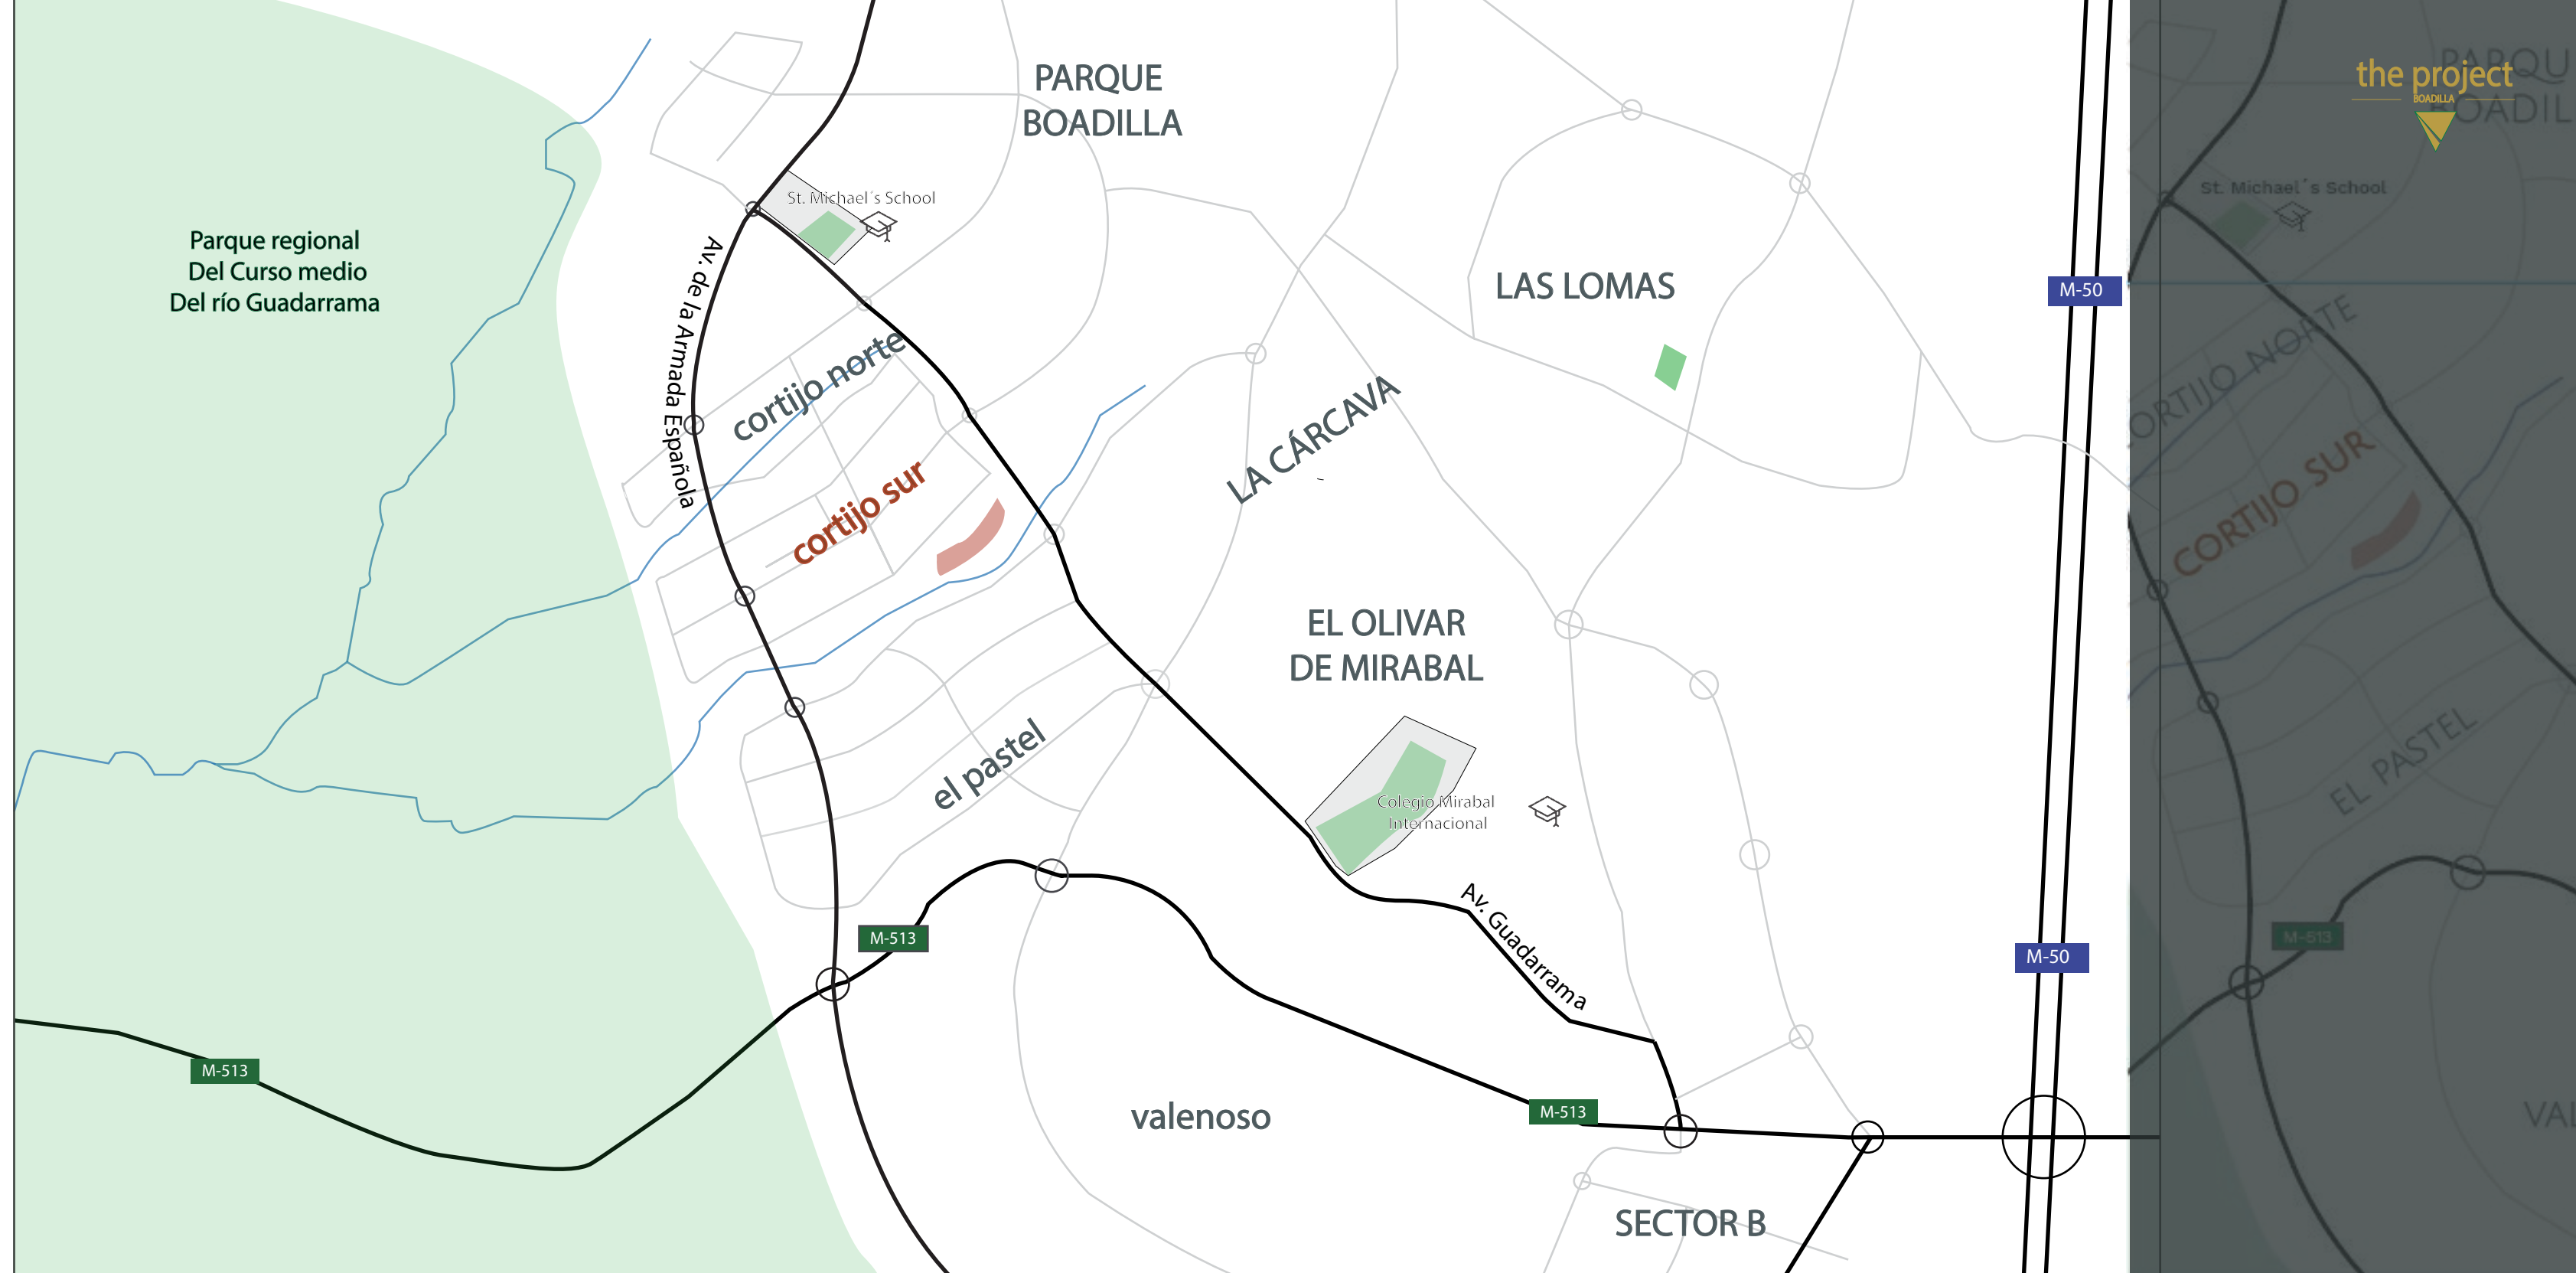 PARQUE
BOADILLA
St. Michael´s School
Parque regional
Del Curso medio
Del río Guadarrama
Av. de la Armada Española
cortijo norte
cortijo sur
LAS LOMAS
M-50
LA CÁRCAVA
EL OLIVAR
DE MIRABAL
el pastel
Colegio Mirabal
Internacional
Av. Guadarrama
M-513
M-50
M-513
M-513
valenoso
SECTOR B
the project
BOADILLA
PARQU
BOADIL
St. Michael´s School
CORTIJO NORTE
CORTIJO SUR
EL PASTEL
M-513
VAL